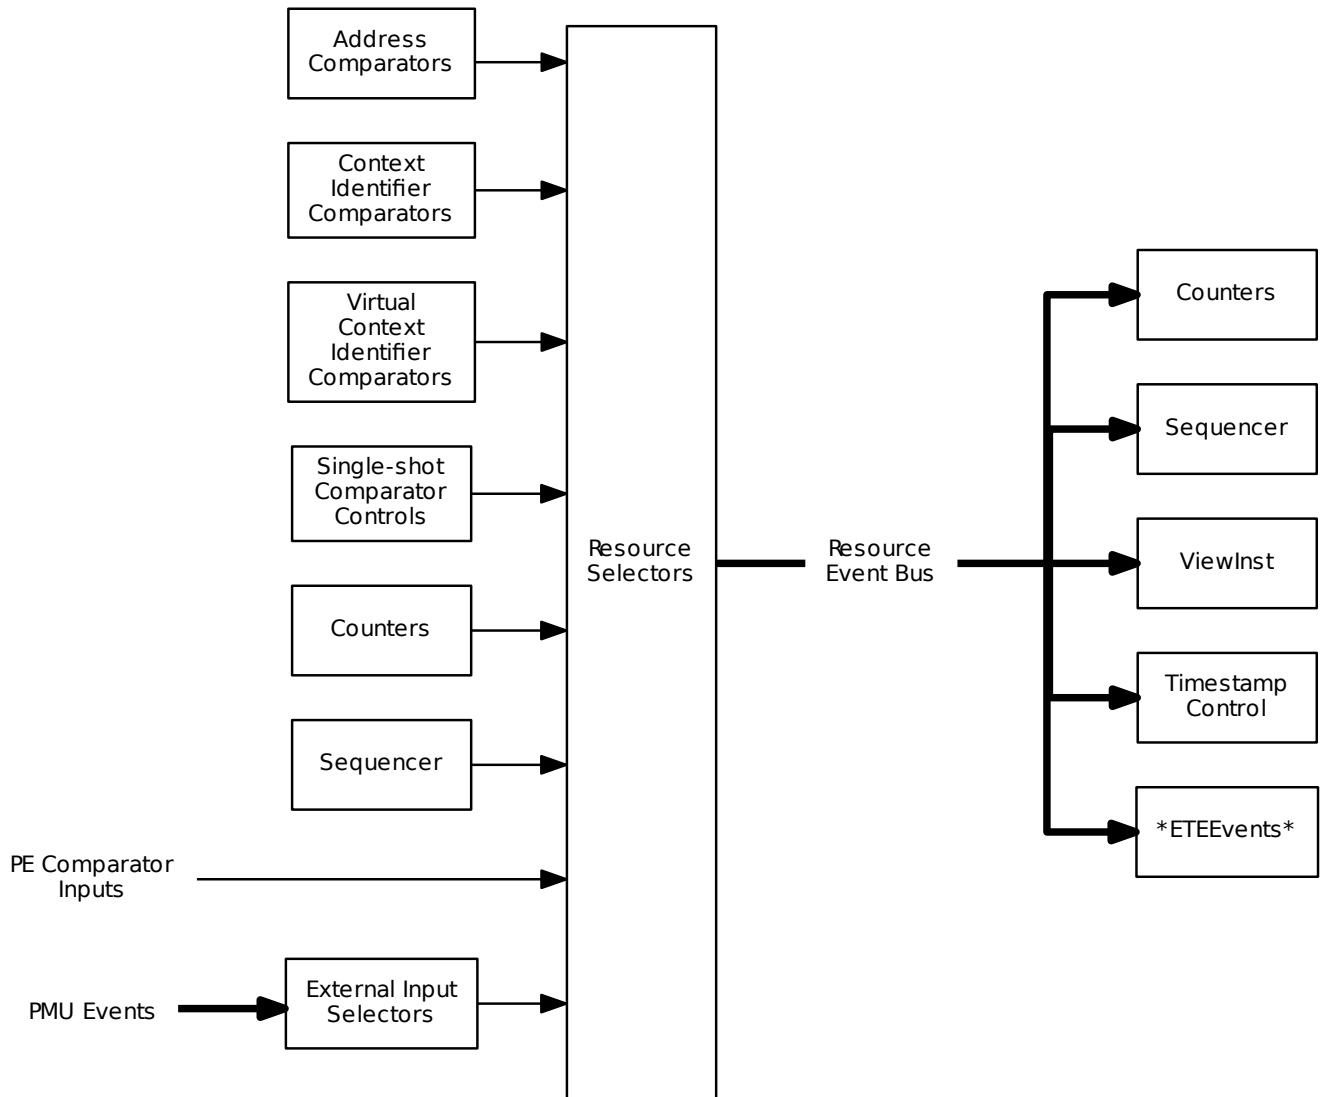 Address
Comparators
Context
Identifier
Comparators
Virtual
Context
Identifier
Comparators
Single-shot
Comparator
Controls
Counters
Sequencer
PE Comparator
Inputs
PMU Events
External Input
Selectors
Resource
Selectors
Resource
Event Bus
Counters
Sequencer
ViewInst
Timestamp
Control
*ETEEvents*